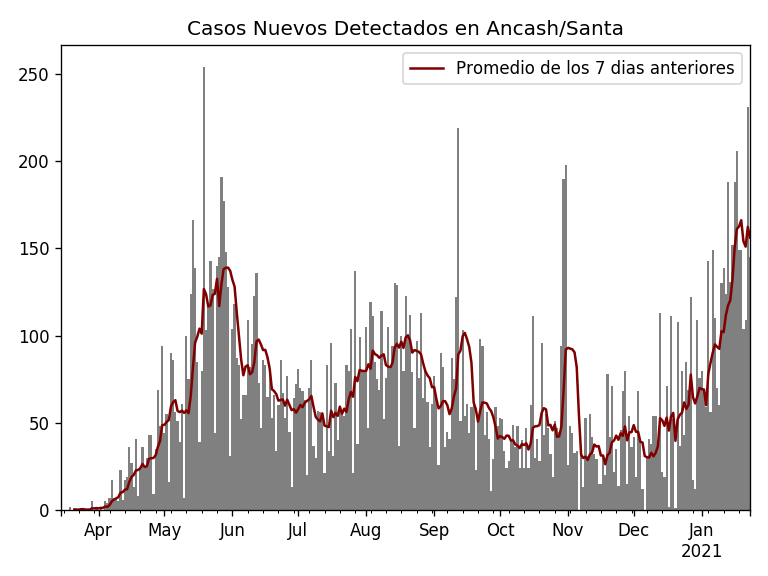 Casos Nuevos Detectados en Ancash/Santa
Promedio de los 7 dias anteriores
250
200
150
100
50
0
Apr May Jun Jul Aug Sep Oct Nov Dec Jan
2021